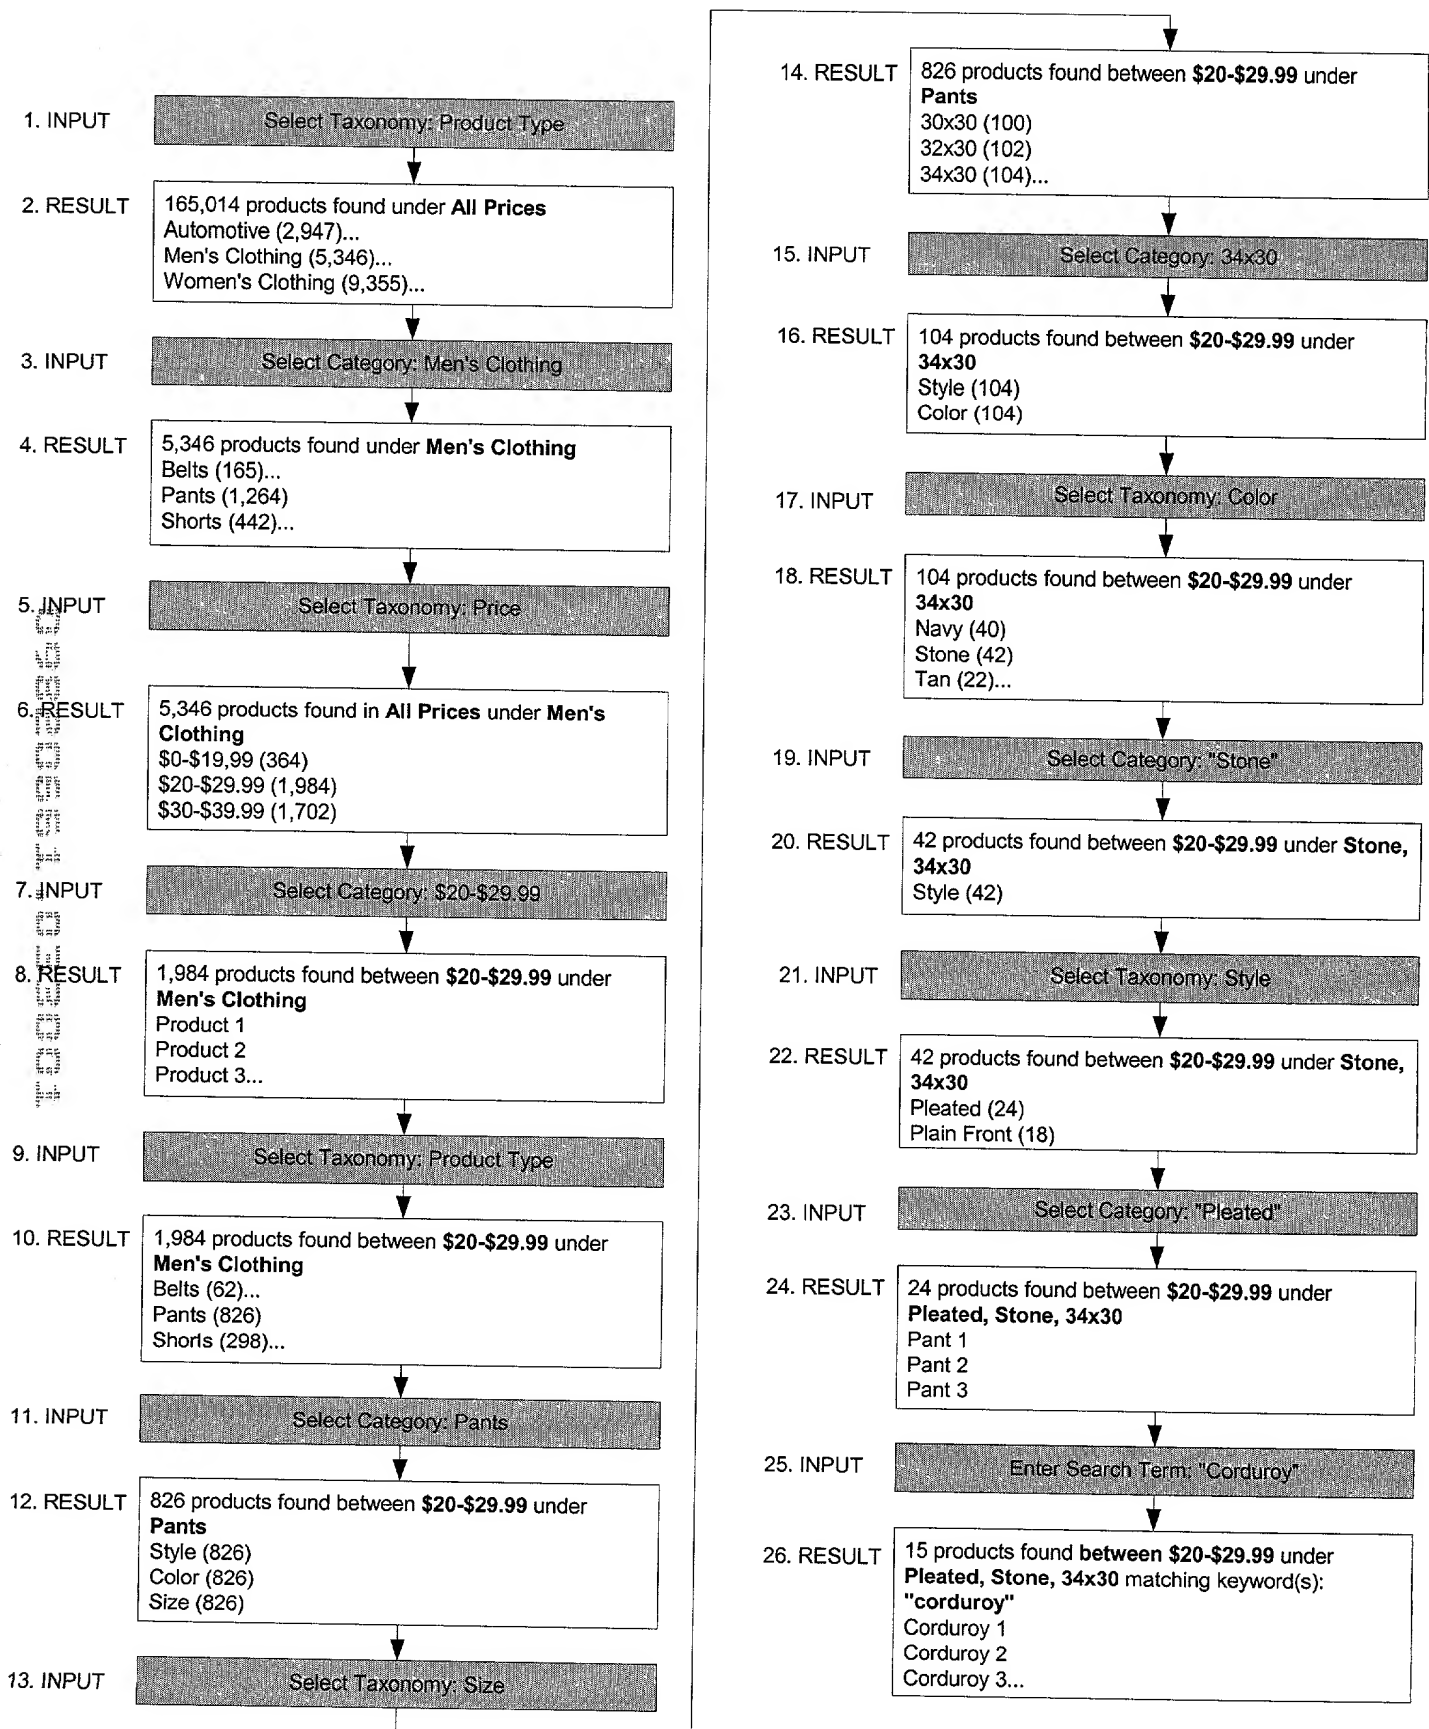 1. INPUT
Select Taxonomy: Product Type
2. RESULT
165,014 products found under All Prices
Automotive (2,947)...
Men's Clothing (5,346)...
Women's Clothing (9,355)...
3. INPUT
Select Category: Men's Clothing
4. RESULT
5,346 products found under Men's Clothing
Belts (165)...
Pants (1,264)
Shorts (442)...
5. INPUT
Select Taxonomy: Price
6. RESULT
5,346 products found in All Prices under Men's
Clothing
$0-$19,99 (364)
$20-$29.99 (1,984)
$30-$39.99 (1,702)
7. INPUT
Select Category: $20-$29.99
8. RESULT
1,984 products found between $20-$29.99 under
Men's Clothing
Product 1
Product 2
Product 3...
9. INPUT
Select Taxonomy: Product Type
10. RESULT
1,984 products found between $20-$29.99 under
Men's Clothing
Belts (62)...
Pants (826)
Shorts (298)...
11. INPUT
Select Category: Pants
12. RESULT
826 products found between $20-$29.99 under
Pants
Style (826)
Color (826)
Size (826)
13. INPUT
Select Taxonomy: Size
14. RESULT
826 products found between $20-$29.99 under
Pants
30x30 (100)
32x30 (102)
34x30 (104)...
15. INPUT
Select Category: 34x30
16. RESULT
104 products found between $20-$29.99 under
34x30
Style (104)
Color (104)
17. INPUT
Select Taxonomy: Color
18. RESULT
104 products found between $20-$29.99 under
34x30
Navy (40)
Stone (42)
Tan (22)...
19. INPUT
Select Category: "Stone"
20. RESULT
42 products found between $20-$29.99 under Stone,
34x30
Style (42)
21. INPUT
Select Taxonomy: Style
22. RESULT
42 products found between $20-$29.99 under Stone,
34x30
Pleated (24)
Plain Front (18)
23. INPUT
Select Category: "Pleated"
24. RESULT
24 products found between $20-$29.99 under
Pleated, Stone, 34x30
Pant 1
Pant 2
Pant 3
25. INPUT
Enter Search Term: "Corduroy"
26. RESULT
15 products found between $20-$29.99 under
Pleated, Stone, 34x30 matching keyword(s):
"corduroy"
Corduroy 1
Corduroy 2
Corduroy 3...